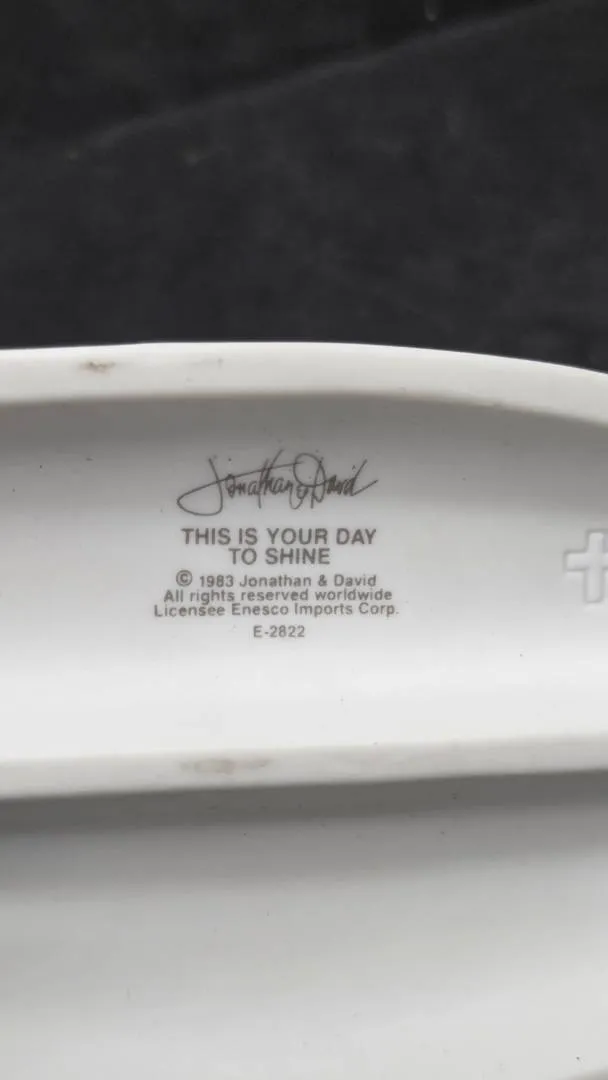 Jonathan & David
THIS IS YOUR DAY
TO SHINE
© 1983 Jonathan & David
All rights reserved worldwide
Licensee Enesco Imports Corp.
E-2822